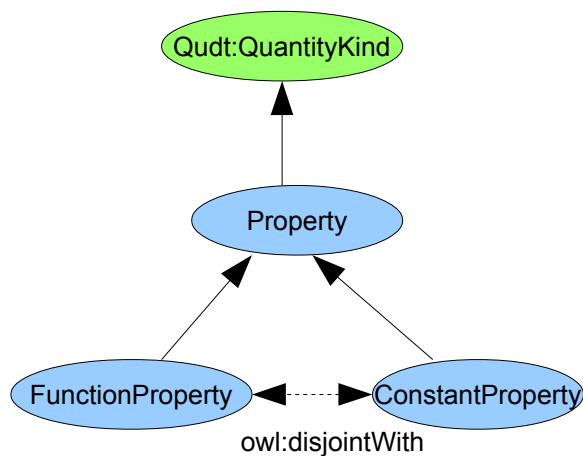 Qudt:QuantityKind
Property
FunctionProperty
ConstantProperty
owl:disjointWith